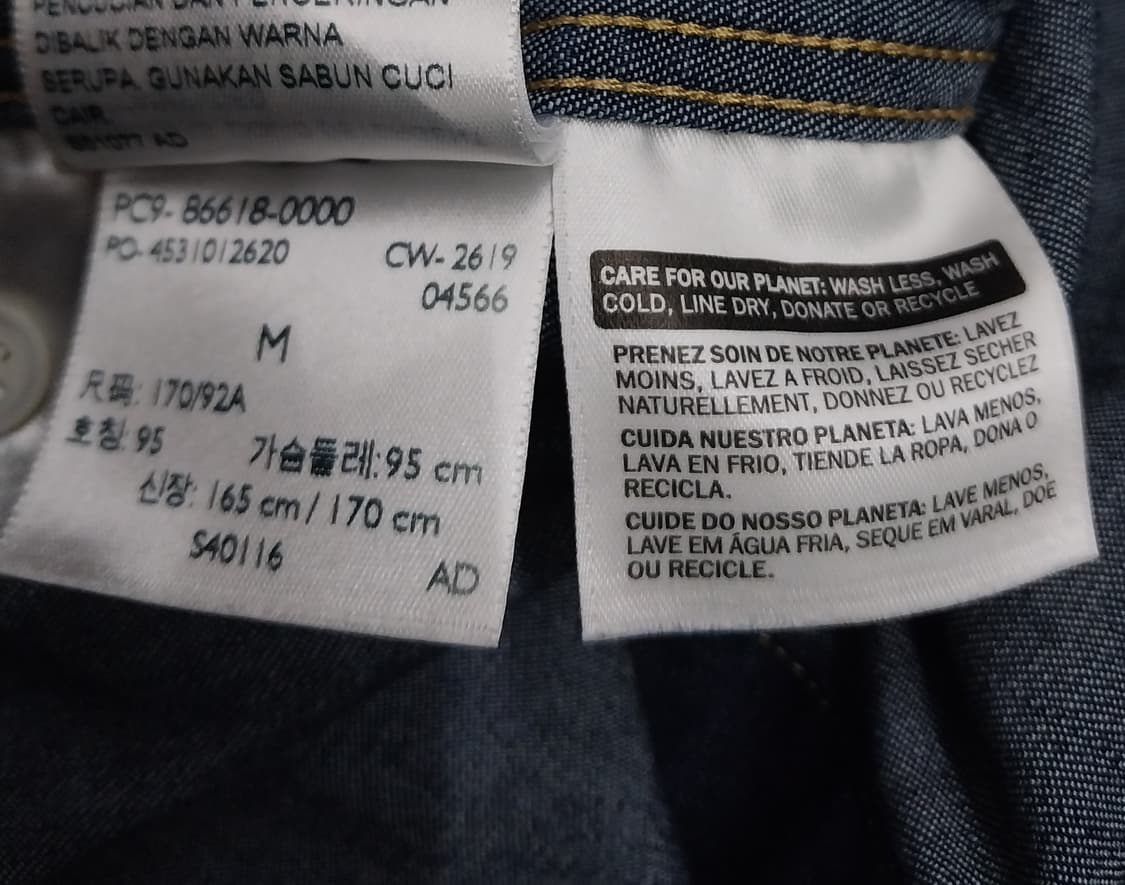 PENCUCIAN DAN PENGERINGAN
DIBALIK DENGAN WARNA
SERUPA. GUNAKAN SABUN CUCI
CAIR
AD
PC9- 86618-0000
PO- 4531012620
CW- 2619
04566
M
尺码: 170/92A
호칭: 95
가슴둘레: 95 cm
신장: 165 cm / 170 cm
S40116
AD
CARE FOR OUR PLANET: WASH LESS, WASH
COLD, LINE DRY, DONATE OR RECYCLE
PRENEZ SOIN DE NOTRE PLANETE: LAVEZ
MOINS, LAVEZ A FROID, LAISSEZ SECHER
NATURELLEMENT, DONNEZ OU RECYCLEZ
CUIDA NUESTRO PLANETA: LAVA MENOS,
LAVA EN FRIO, TIENDE LA ROPA, DONA O
RECICLA.
CUIDE DO NOSSO PLANETA: LAVE MENOS,
LAVE EM ÁGUA FRIA, SEQUE EM VARAL, DOE
OU RECICLE.